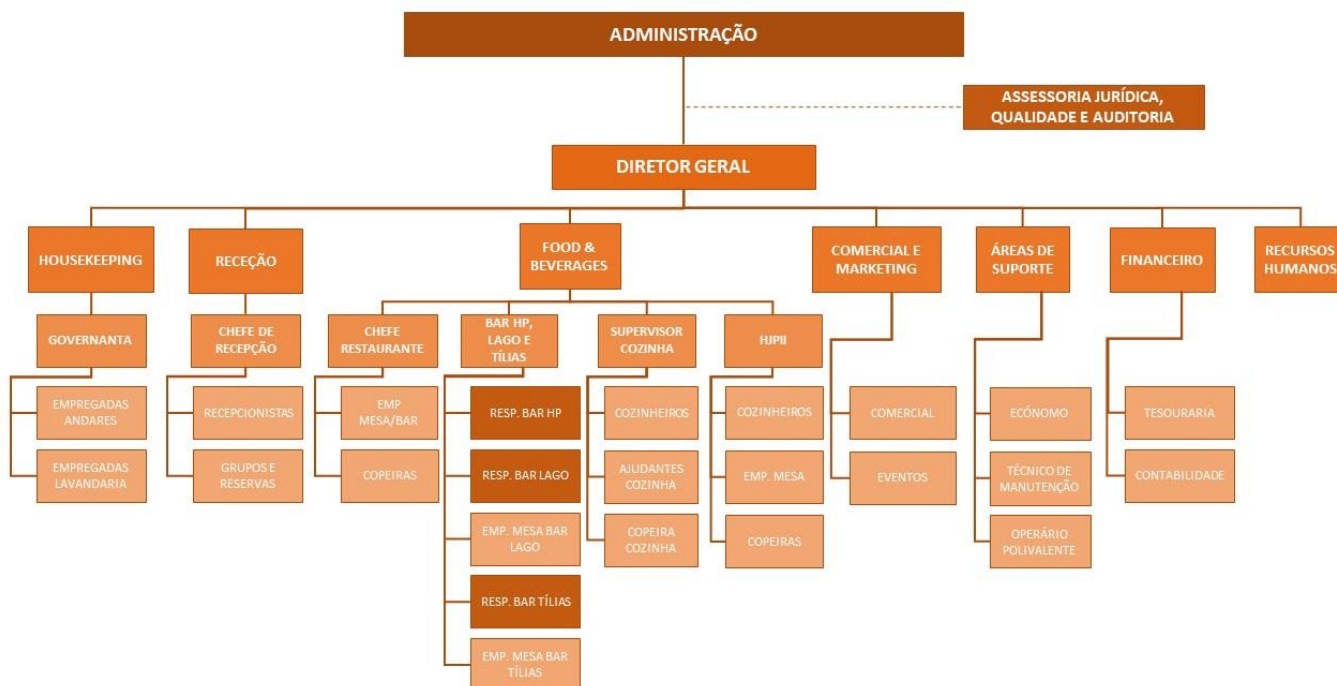 ADMINISTRAÇÃO
ASSESSORIA JURÍDICA,
QUALIDADE E AUDITORIA
DIRETOR GERAL
HOUSEKEEPING
RECEÇÃO
FOOD &
BEVERAGES
COMERCIAL E
MARKETING
ÁREAS DE
SUPORTE
FINANCEIRO
RECURSOS
HUMANOS
GOVERNANTA
CHEFE DE
RECEPÇÃO
CHEFE
RESTAURANTE
BAR HP,
LAGO E
TÍLIAS
SUPERVISOR
COZINHA
HJPII
EMPREGADAS
ANDARES
RECEPCIONISTAS
EMP
MESA/BAR
RESP. BAR HP
COZINHEIROS
COZINHEIROS
COMERCIAL
ECÓNOMO
TESOURARIA
EMPREGADAS
LAVANDARIA
GRUPOS E
RESERVAS
COPEIRAS
RESP. BAR LAGO
AJUDANTES
COZINHA
EMP. MESA
EVENTOS
TÉCNICO DE
MANUTENÇÃO
CONTABILIDADE
EMP. MESA BAR
LAGO
COPEIRA
COZINHA
COPEIRAS
OPERÁRIO
POLIVALENTE
RESP. BAR TÍLIAS
EMP. MESA BAR
TÍLIAS